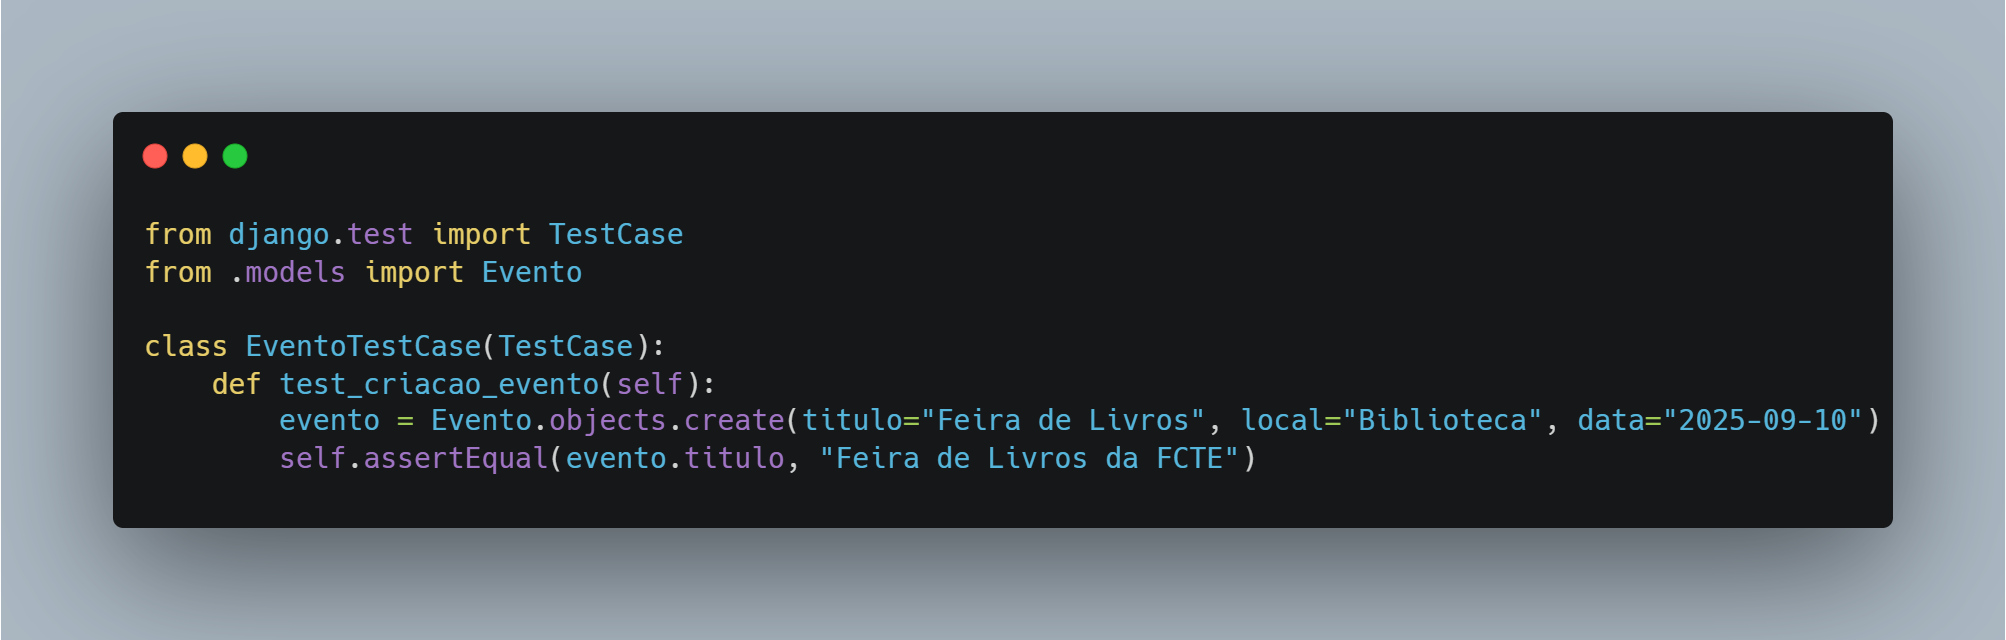 from django.test import TestCase
from .models import Evento

class EventoTestCase(TestCase):
    def test_criacao_evento(self):
        evento = Evento.objects.create(titulo="Feira de Livros", local="Biblioteca", data="2025-09-10")
        self.assertEqual(evento.titulo, "Feira de Livros da FCTE")